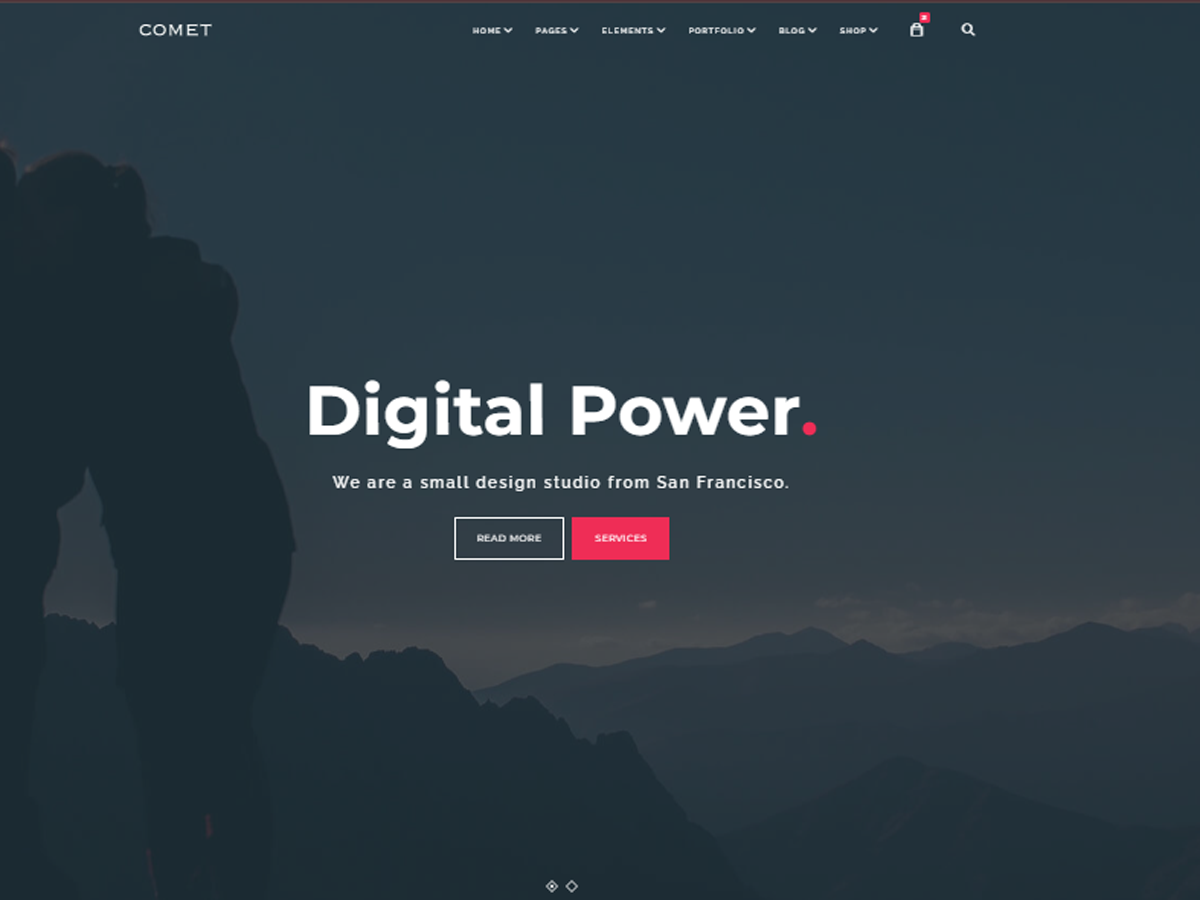 COMET
HOME PAGES ELEMENTS PORTFOLIO BLOG SHOP
Digital Power.
We are a small design studio from San Francisco.
READ MORE SERVICES